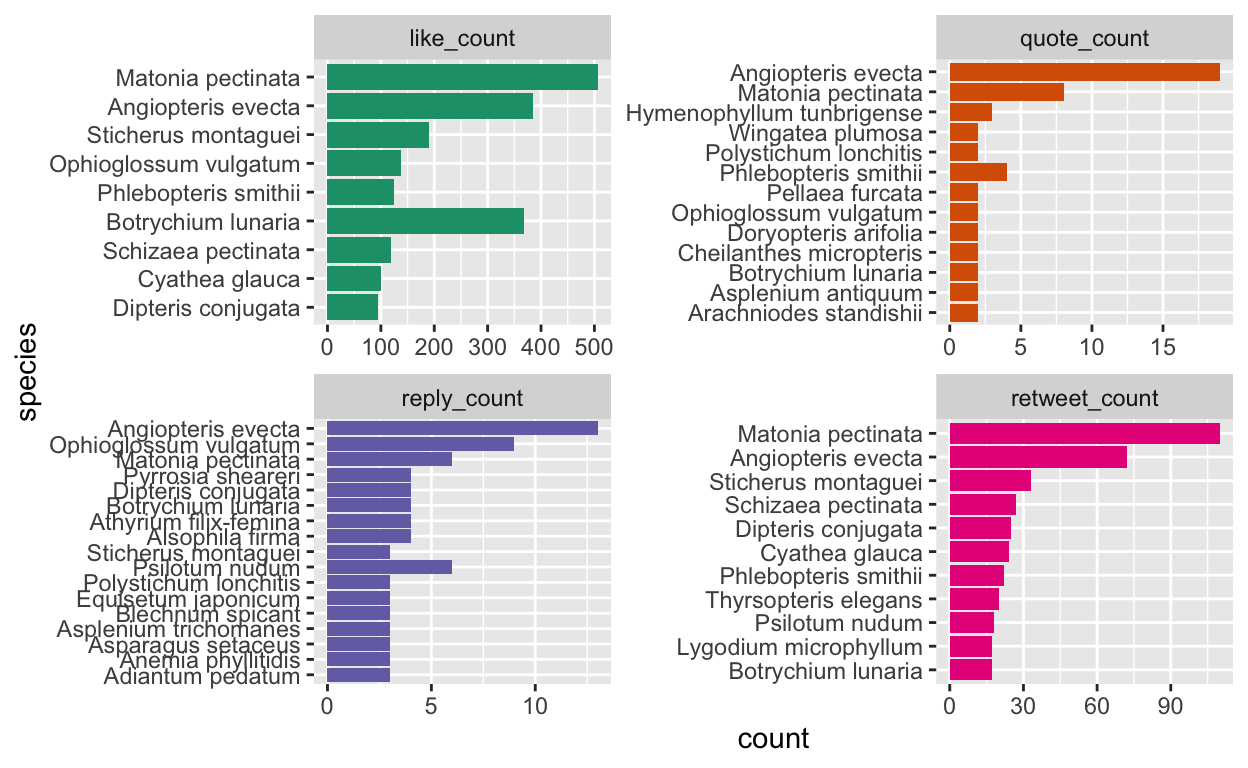 like_count
Matonia pectinata
Angiopteris evecta
Sticherus montaguei
Ophioglossum vulgatum
Phlebopteris smithii
Botrychium lunaria
Schizaea pectinata
Cyathea glauca
Dipteris conjugata
0 100 200 300 400 500
quote_count
Angiopteris evecta
Matonia pectinata
Hymenophyllum tunbrigense
Wingatea plumosa
Polystichum lonchitis
Phlebopteris smithii
Pellaea furcata
Ophioglossum vulgatum
Doryopteris arifolia
Cheilanthes micropteris
Botrychium lunaria
Asplenium antiquum
Arachniodes standishii
0 5 10 15
species
reply_count
Angiopteris evecta
Ophioglossum vulgatum
Matonia pectinata
Pyrrosia sheareri
Dipteris conjugata
Botrychium lunaria
Athyrium filix-femina
Alsophila firma
Sticherus montaguei
Psilotum nudum
Polystichum lonchitis
Equisetum japonicum
Blechnum spicant
Asplenium trichomanes
Asparagus setaceus
Anemia phyllitidis
Adiantum pedatum
0 5 10
retweet_count
Matonia pectinata
Angiopteris evecta
Sticherus montaguei
Schizaea pectinata
Dipteris conjugata
Cyathea glauca
Phlebopteris smithii
Thyrsopteris elegans
Psilotum nudum
Lygodium microphyllum
Botrychium lunaria
0 30 60 90
count